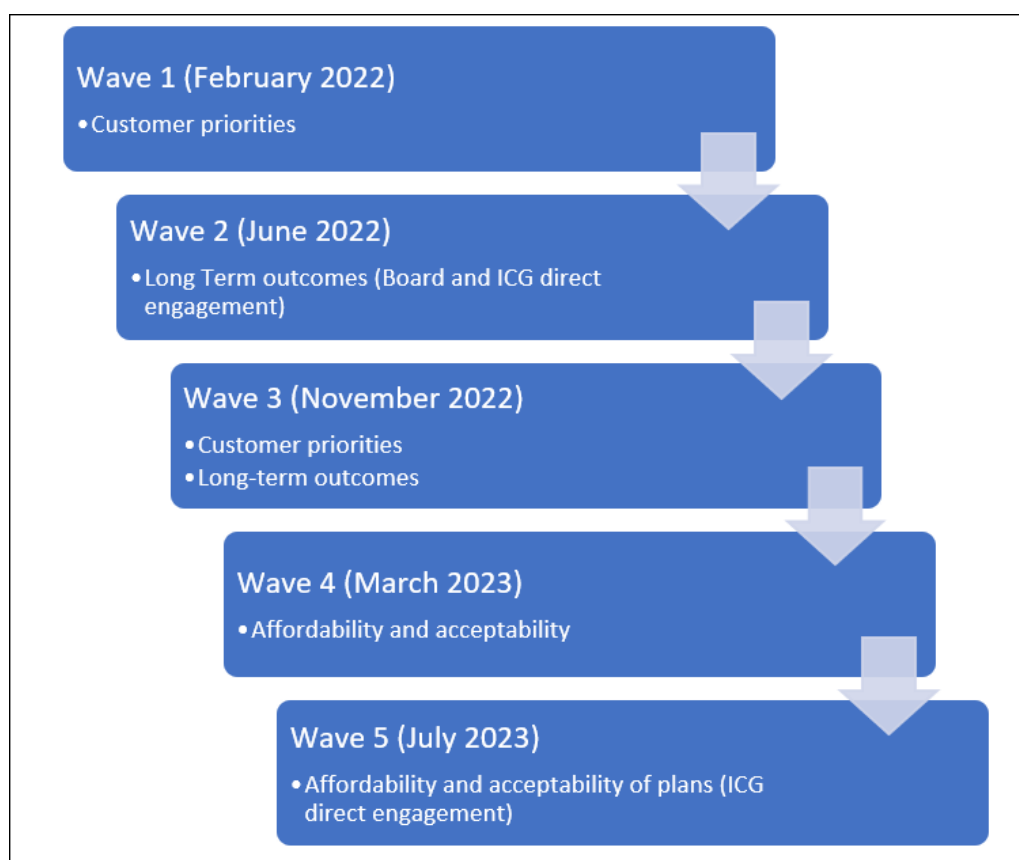 Wave 1 (February 2022)
•Customer priorities
Wave 2 (June 2022)
•Long Term outcomes (Board and ICG direct
engagement)
Wave 3 (November 2022)
•Customer priorities
•Long-term outcomes
Wave 4 (March 2023)
•Affordability and acceptability
Wave 5 (July 2023)
•Affordability and acceptability of plans (ICG
direct engagement)